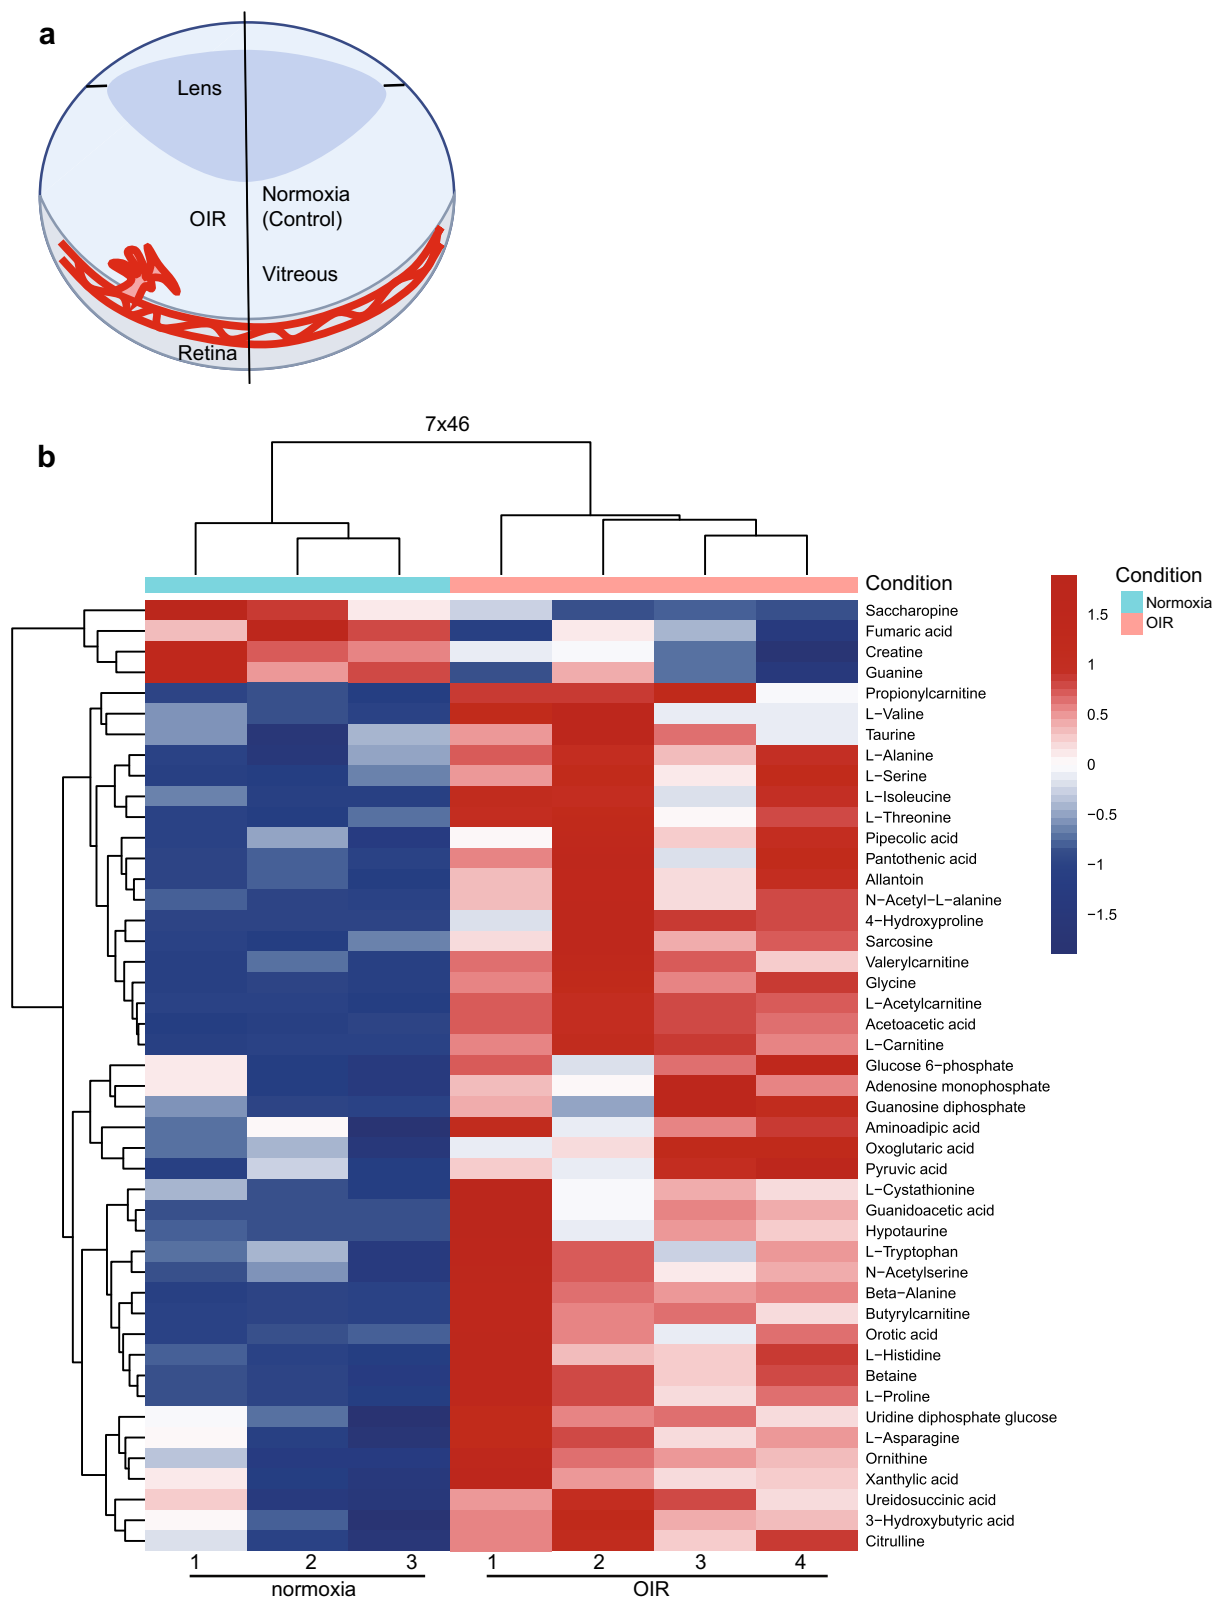 a
Lens
Normoxia
(Control)
OIR
Vitreous
Retina
7x46
b
Condition
Saccharopine
Fumaric acid
Creatine
Guanine
Propionylcarnitine
L−Valine
Taurine
L−Alanine
L−Serine
L−Isoleucine
L−Threonine
Pipecolic acid
Pantothenic acid
Allantoin
N−Acetyl−L−alanine
4−Hydroxyproline
Sarcosine
Valerylcarnitine
Glycine
L−Acetylcarnitine
Acetoacetic acid
L−Carnitine
Glucose 6−phosphate
Adenosine monophosphate
Guanosine diphosphate
Aminoadipic acid
Oxoglutaric acid
Pyruvic acid
L−Cystathionine
Guanidoacetic acid
Hypotaurine
L−Tryptophan
N−Acetylserine
Beta−Alanine
Butyrylcarnitine
Orotic acid
L−Histidine
Betaine
L−Proline
Uridine diphosphate glucose
L−Asparagine
Ornithine
Xanthylic acid
Ureidosuccinic acid
3−Hydroxybutyric acid
Citrulline
1.5
1
0.5
0
−0.5
−1
−1.5
Condition
Normoxia
OIR
1 2 3 1 2 3 4
normoxia OIR